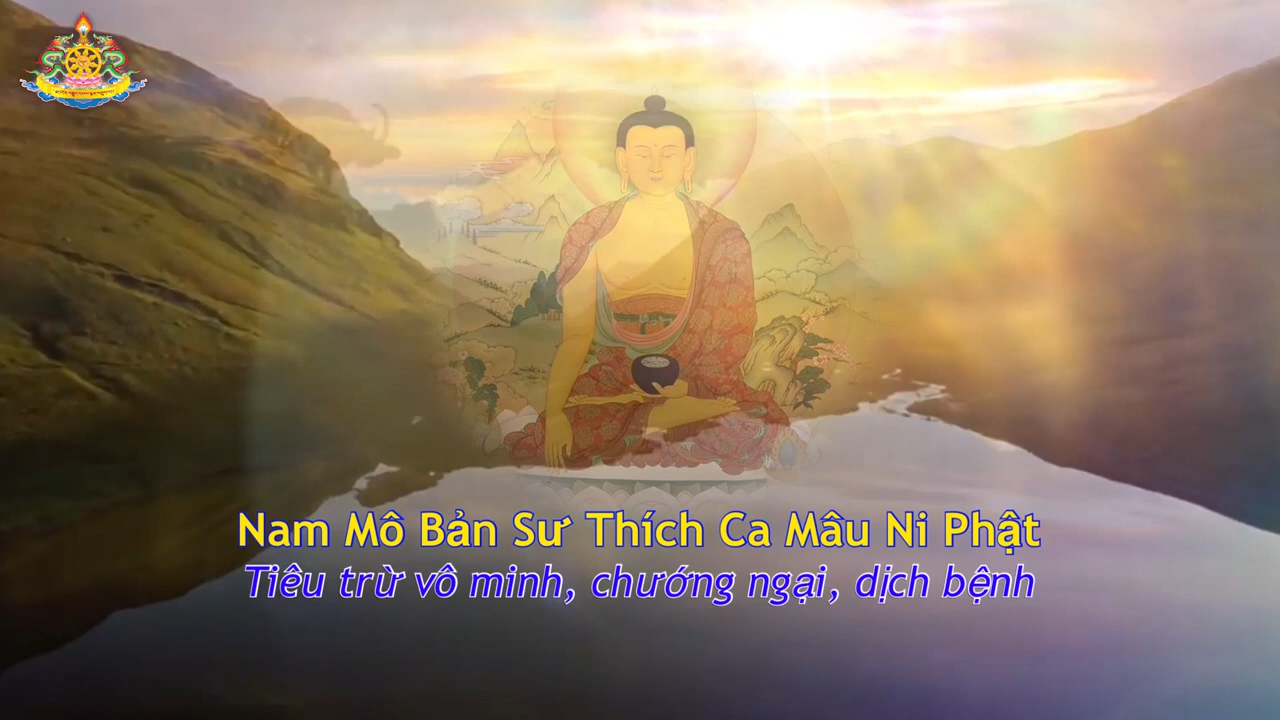 Nam Mô Bản Sư Thích Ca Mâu Ni Phật
Tiêu trừ vô minh, chướng ngại, dịch bệnh